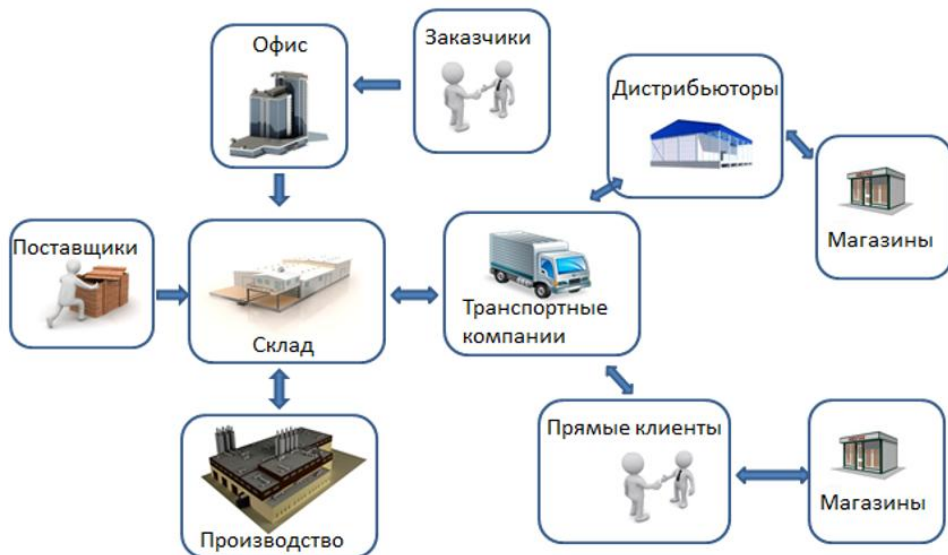 Офис
Заказчики
Дистрибьюторы
Магазины
Поставщики
Склад
Транспортные
компании
Производство
Прямые клиенты
Магазины